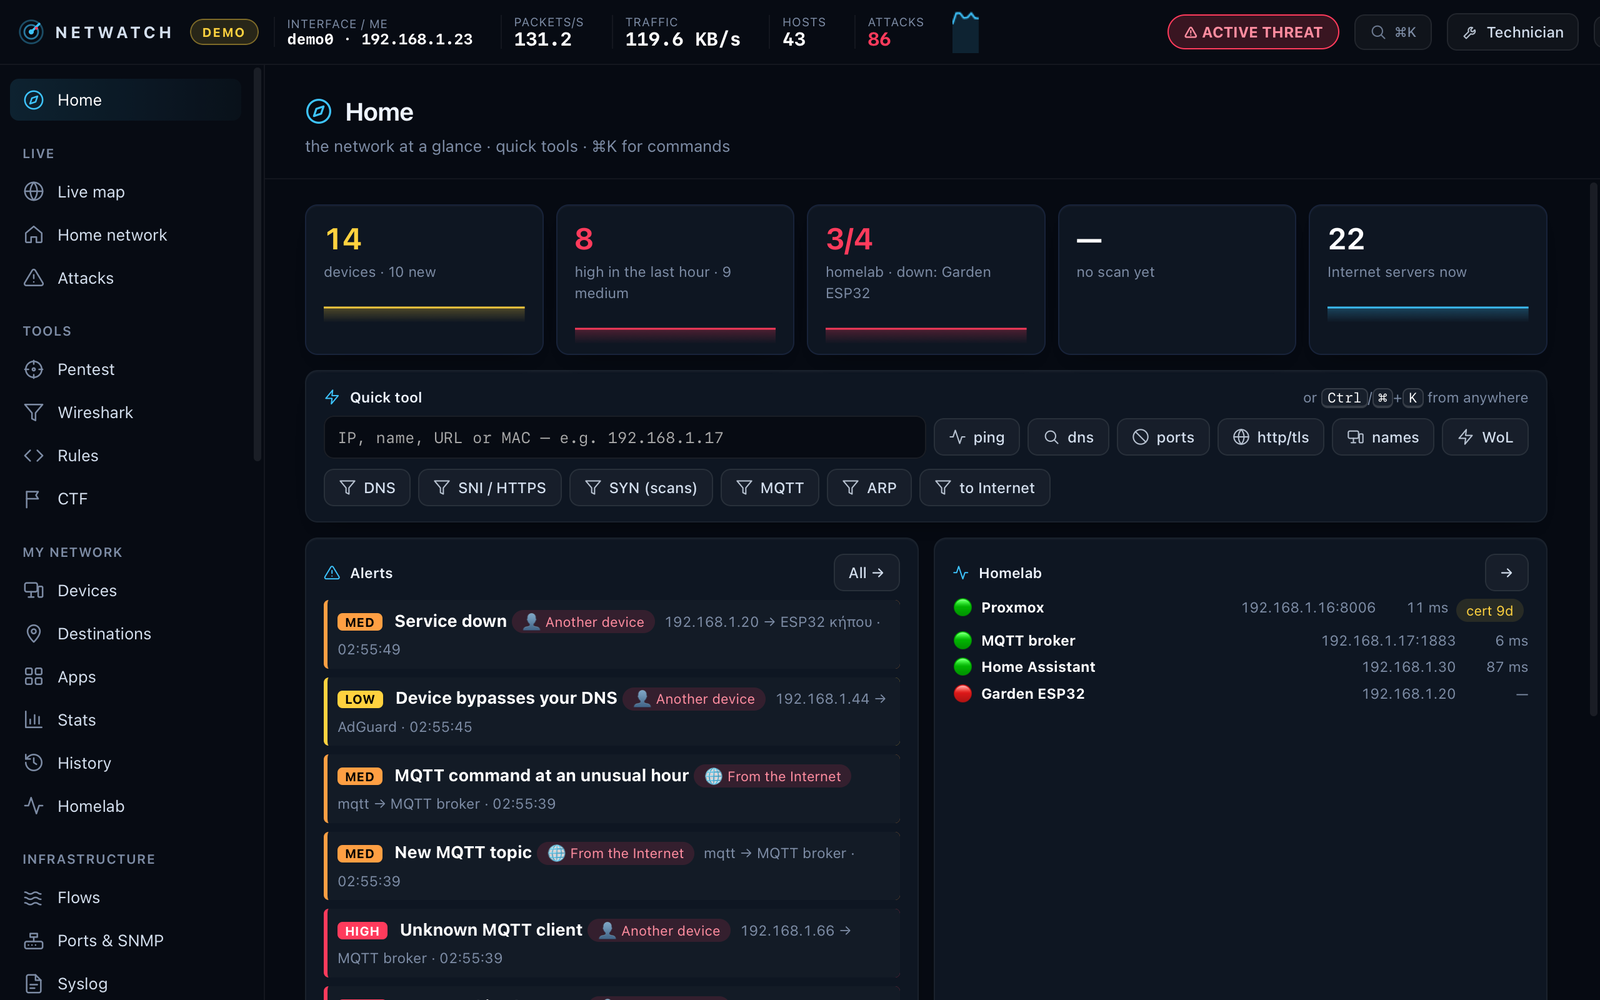 NETWATCH
DEMO
INTERFACE / ME
demo0 · 192.168.1.23
PACKETS/S
131.2
TRAFFIC
119.6 KB/s
HOSTS
43
ATTACKS
86
ACTIVE THREAT
⌘K
Technician
Home
LIVE
Live map
Home network
Attacks
TOOLS
Pentest
Wireshark
Rules
CTF
MY NETWORK
Devices
Destinations
Apps
Stats
History
Homelab
INFRASTRUCTURE
Flows
Ports & SNMP
Syslog
Home
the network at a glance · quick tools · ⌘K for commands
14
devices · 10 new
8
high in the last hour · 9
medium
3/4
homelab · down: Garden
ESP32
—
no scan yet
22
Internet servers now
Quick tool
or Ctrl/⌘+K from anywhere
IP, name, URL or MAC — e.g. 192.168.1.17
ping
dns
ports
http/tls
names
WoL
DNS
SNI / HTTPS
SYN (scans)
MQTT
ARP
to Internet
Alerts
All →
MED Service down Another device 192.168.1.20 → ESP32 κήπου ·
02:55:49
LOW Device bypasses your DNS Another device 192.168.1.44 →
AdGuard · 02:55:45
MED MQTT command at an unusual hour From the Internet
mqtt → MQTT broker · 02:55:39
MED New MQTT topic From the Internet mqtt → MQTT broker ·
02:55:39
HIGH Unknown MQTT client Another device 192.168.1.66 →
MQTT broker · 02:55:39
Homelab
→
Proxmox 192.168.1.16:8006 11 ms cert 9d
MQTT broker 192.168.1.17:1883 6 ms
Home Assistant 192.168.1.30 87 ms
Garden ESP32 192.168.1.20 —